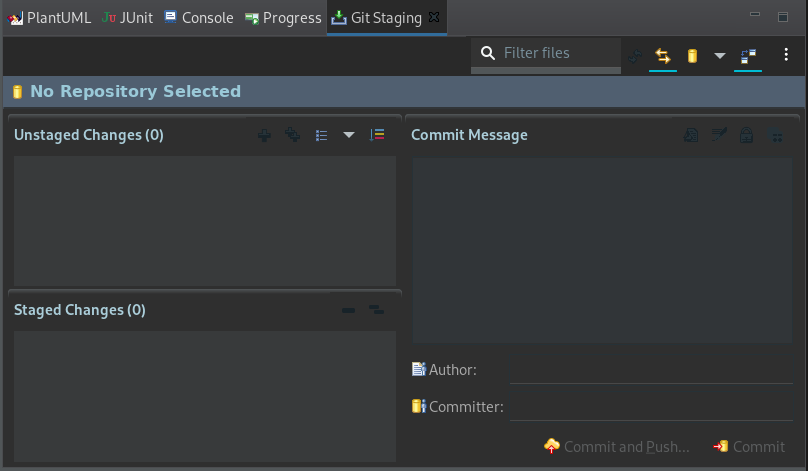 PlantUML JUnit Console Progress Git Staging
Filter files
No Repository Selected
Unstaged Changes (0)
Staged Changes (0)
Commit Message
Author:
Committer:
Commit and Push... Commit